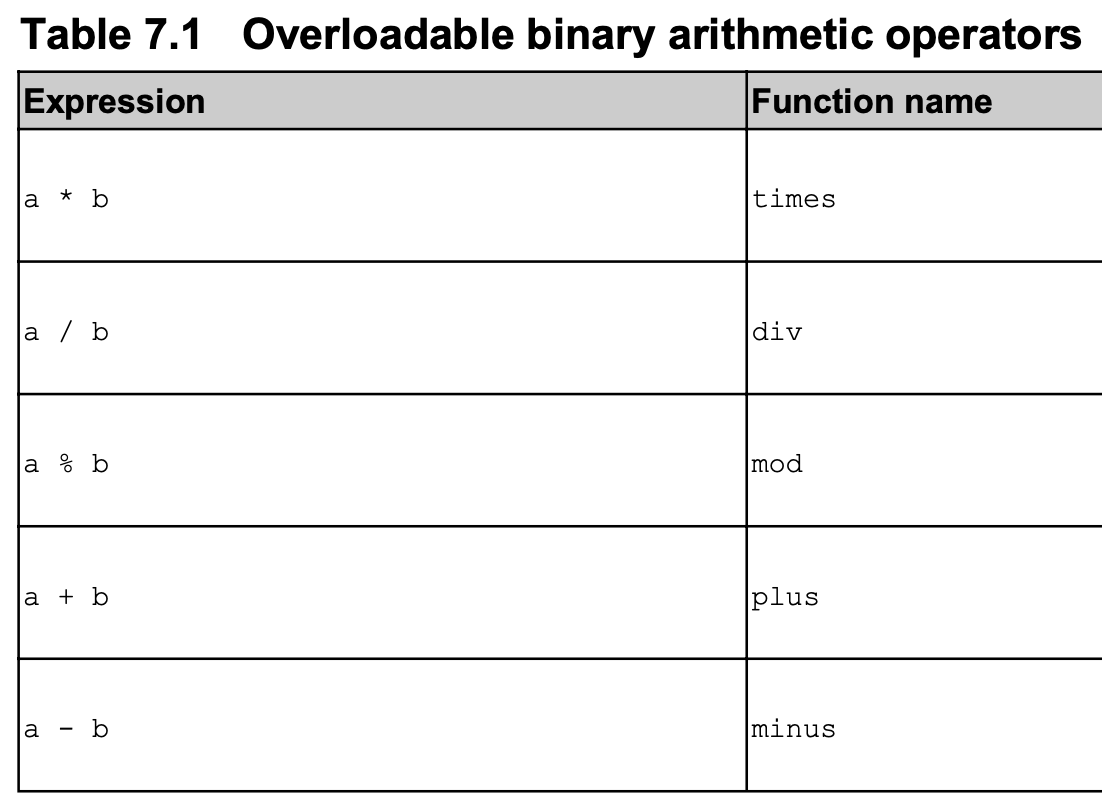 Table 7.1 Overloadable binary arithmetic operators
Expression Function name
a * b times
a / b div
a % b mod
a + b plus
a - b minus